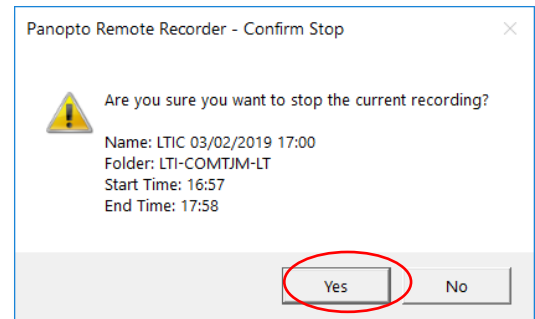 Panopto Remote Recorder - Confirm Stop
Are you sure you want to stop the current recording?
Name: LTIC 03/02/2019 17:00
Folder: LTI-COMTJM-LT
Start Time: 16:57
End Time: 17:58
Yes No